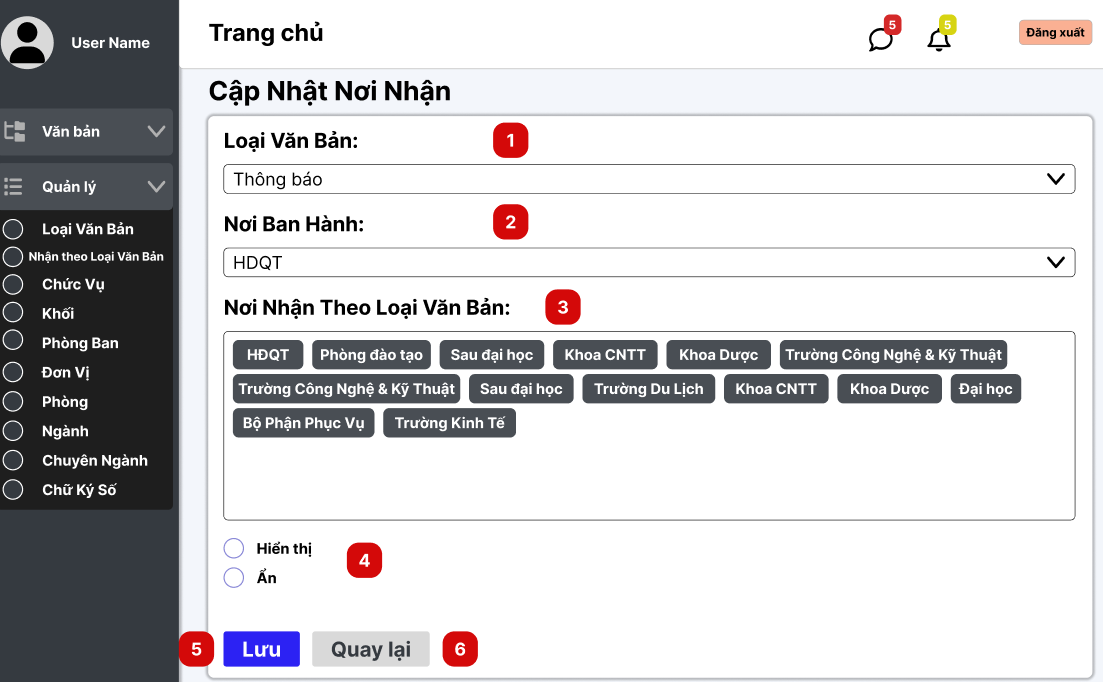 User Name
Trang chủ
5
5
Đăng xuất
Văn bản
Quản lý
Loại Văn Bản
Nhận theo Loại Văn Bản
Chức Vụ
Khối
Phòng Ban
Đơn Vị
Phòng
Ngành
Chuyên Ngành
Chữ Ký Số
Cập Nhật Nơi Nhận
Loại Văn Bản:
1
Thông báo
Nơi Ban Hành:
2
HDQT
Nơi Nhận Theo Loại Văn Bản:
3
HĐQT Phòng đào tạo Sau đại học Khoa CNTT Khoa Dược Trường Công Nghệ & Kỹ Thuật
Trường Công Nghệ & Kỹ Thuật Sau đại học Trường Du Lịch Khoa CNTT Khoa Dược Đại học
Bộ Phận Phục Vụ Trường Kinh Tế
Hiển thị
4
Ẩn
5
Lưu
Quay lại
6